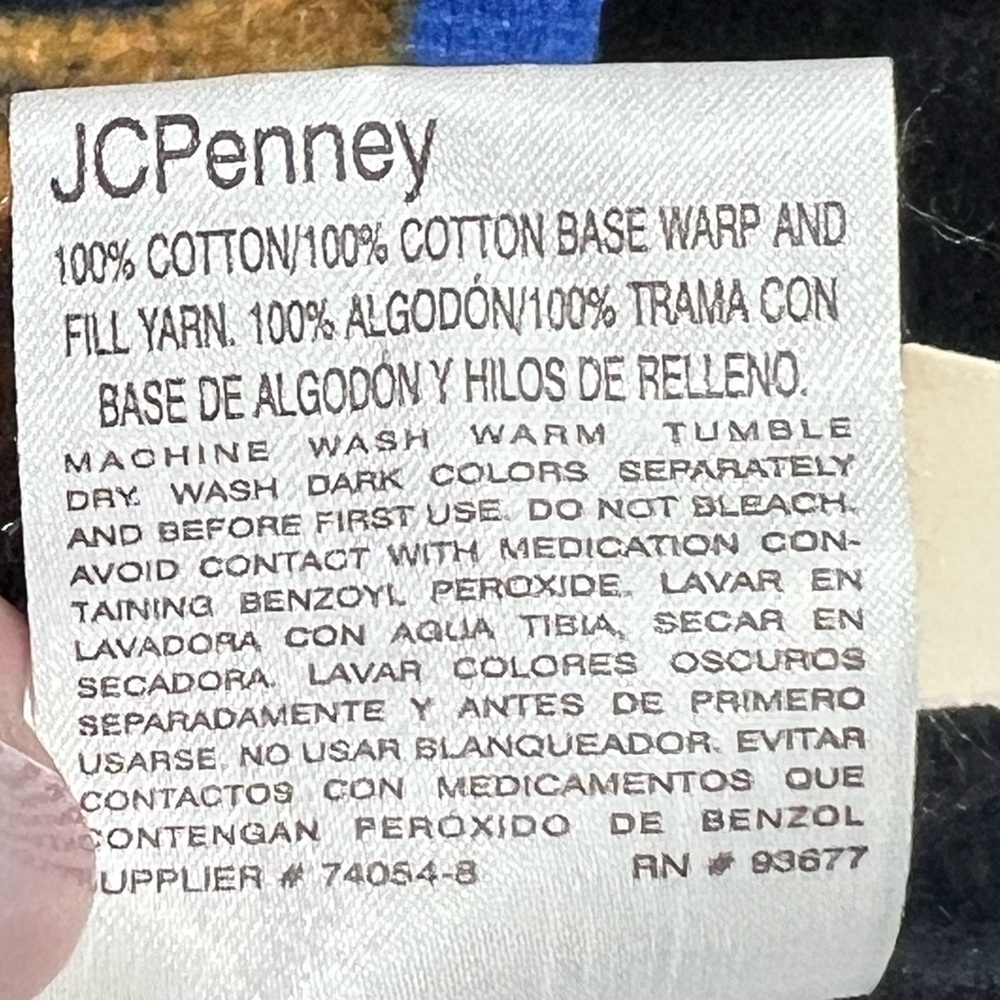 JCPenney
100% COTTON/100% COTTON BASE WARP AND
FILL YARN. 100% ALGODÓN/100% TRAMA CON
BASE DE ALGODÓN Y HILOS DE RELLENO.
MACHINE WASH WARM TUMBLE
DRY. WASH DARK COLORS SEPARATELY
AND BEFORE FIRST USE. DO NOT BLEACH.
AVOID CONTACT WITH MEDICATION CON-
TAINING BENZOYL PEROXIDE. LAVAR EN
LAVADORA CON AQUA TIBIA, SECAR EN
SECADORA. LAVAR COLORES OSCUROS
SEPARADAMENTE Y ANTES DE PRIMERO
USARSE. NO USAR BLANQUEADOR. EVITAR
CONTACTOS CON MEDICAMENTOS QUE
CONTENGAN PERÓXIDO DE BENZOL
UPPLIER # 74054-8 RN # 93677